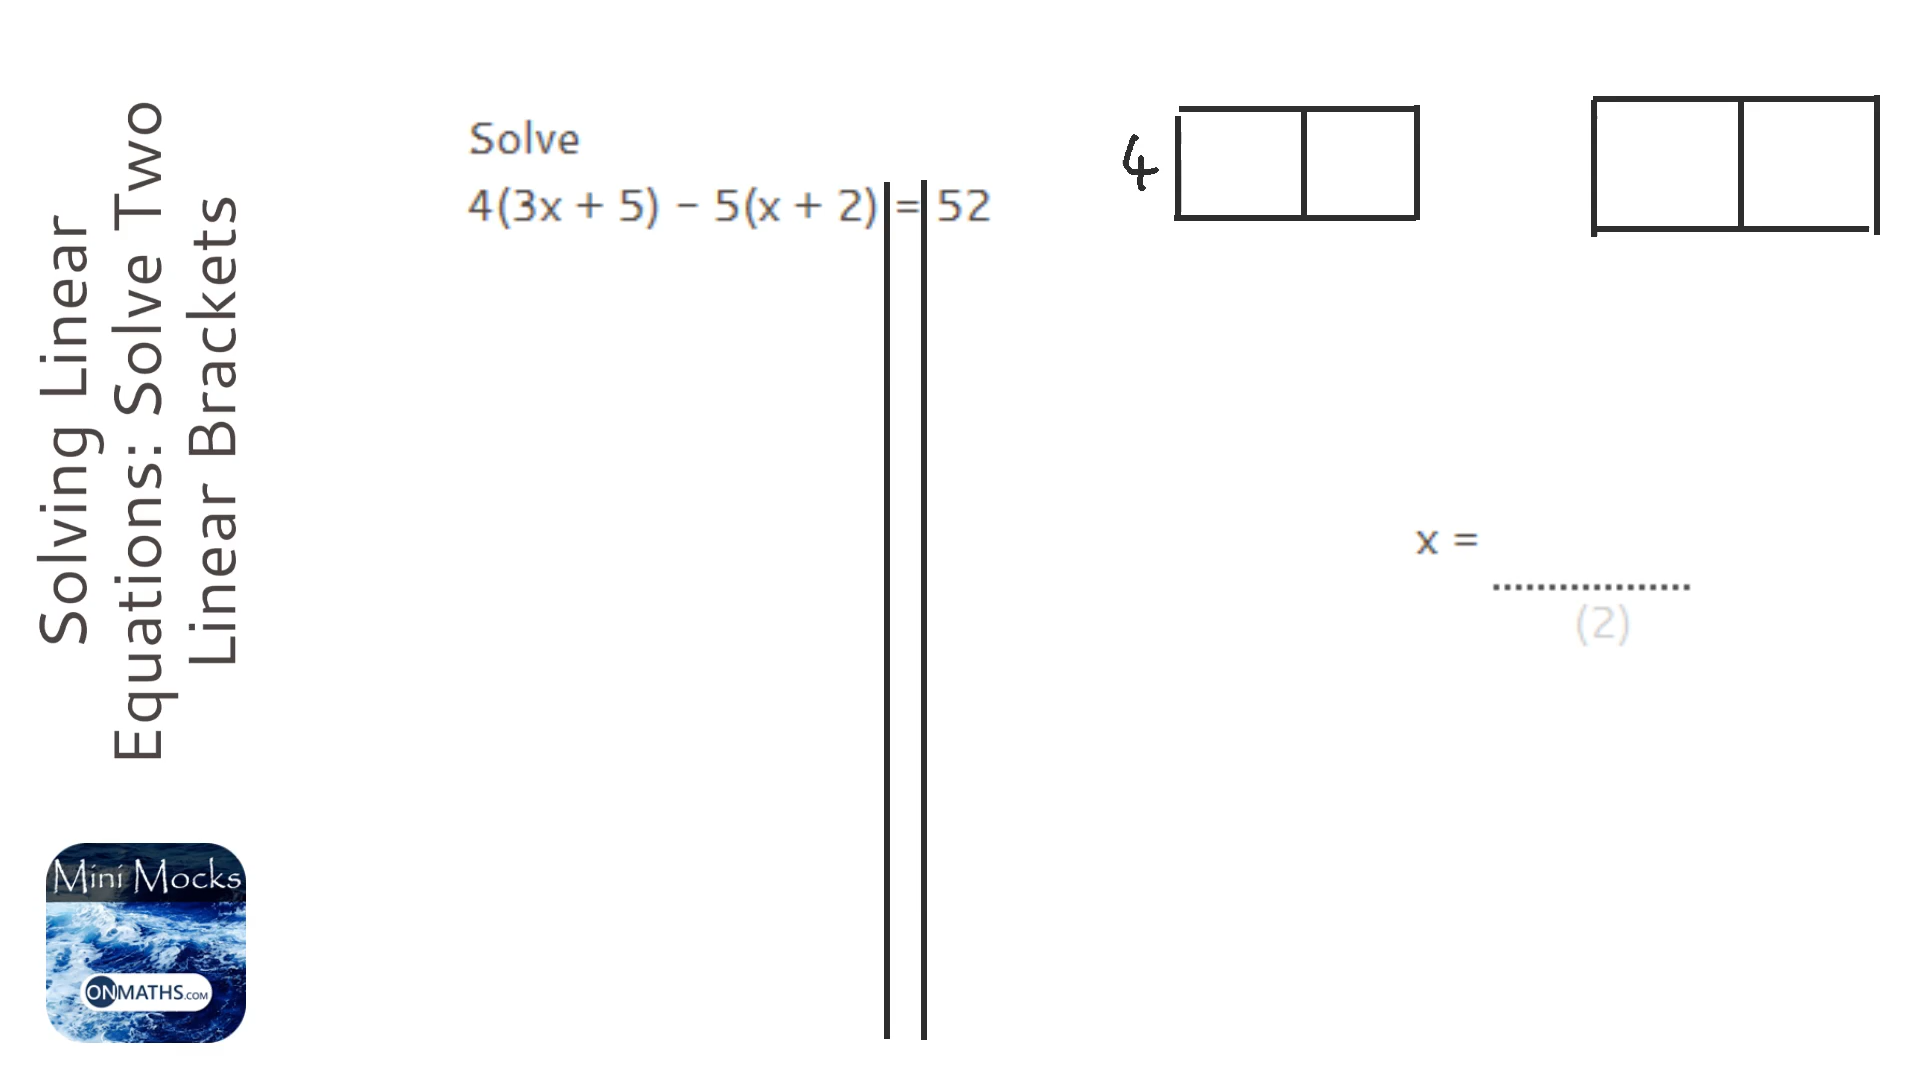 Solving Linear
Equations: Solve Two
Linear Brackets
Solve
4(3x + 5) − 5(x + 2) = 52
4
x =
.................
(2)
Mini Mocks
ONMATHS.COM